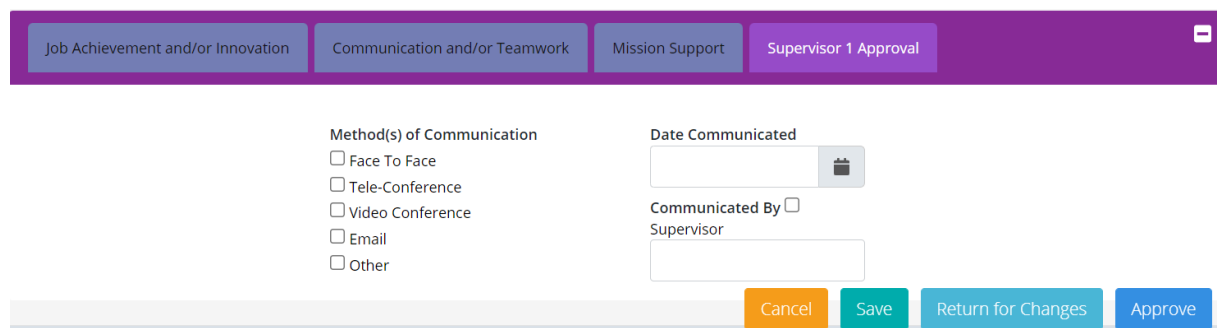 Job Achievement and/or Innovation
Communication and/or Teamwork
Mission Support
Supervisor 1 Approval
Method(s) of Communication
Face To Face
Tele-Conference
Video Conference
Email
Other
Date Communicated
Communicated By
Supervisor
Cancel
Save
Return for Changes
Approve